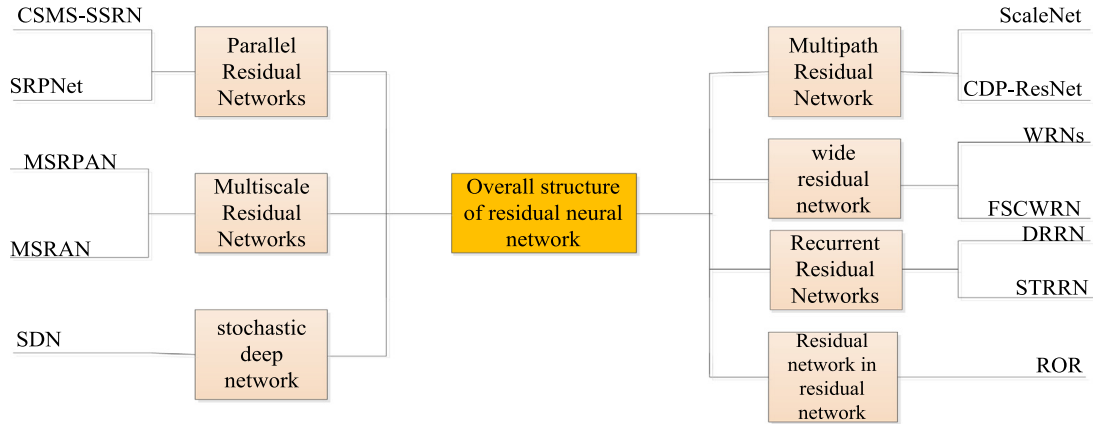 CSMS-SSRN
SRPNet
Parallel
Residual
Networks
MSRPAN
MSRAN
Multiscale
Residual
Networks
SDN
stochastic
deep
network
Overall structure
of residual neural
network
Multipath
Residual
Network
ScaleNet
CDP-ResNet
wide
residual
network
WRNs
FSCWRN
Recurrent
Residual
Networks
DRRN
STRRN
Residual
network in
residual
network
ROR